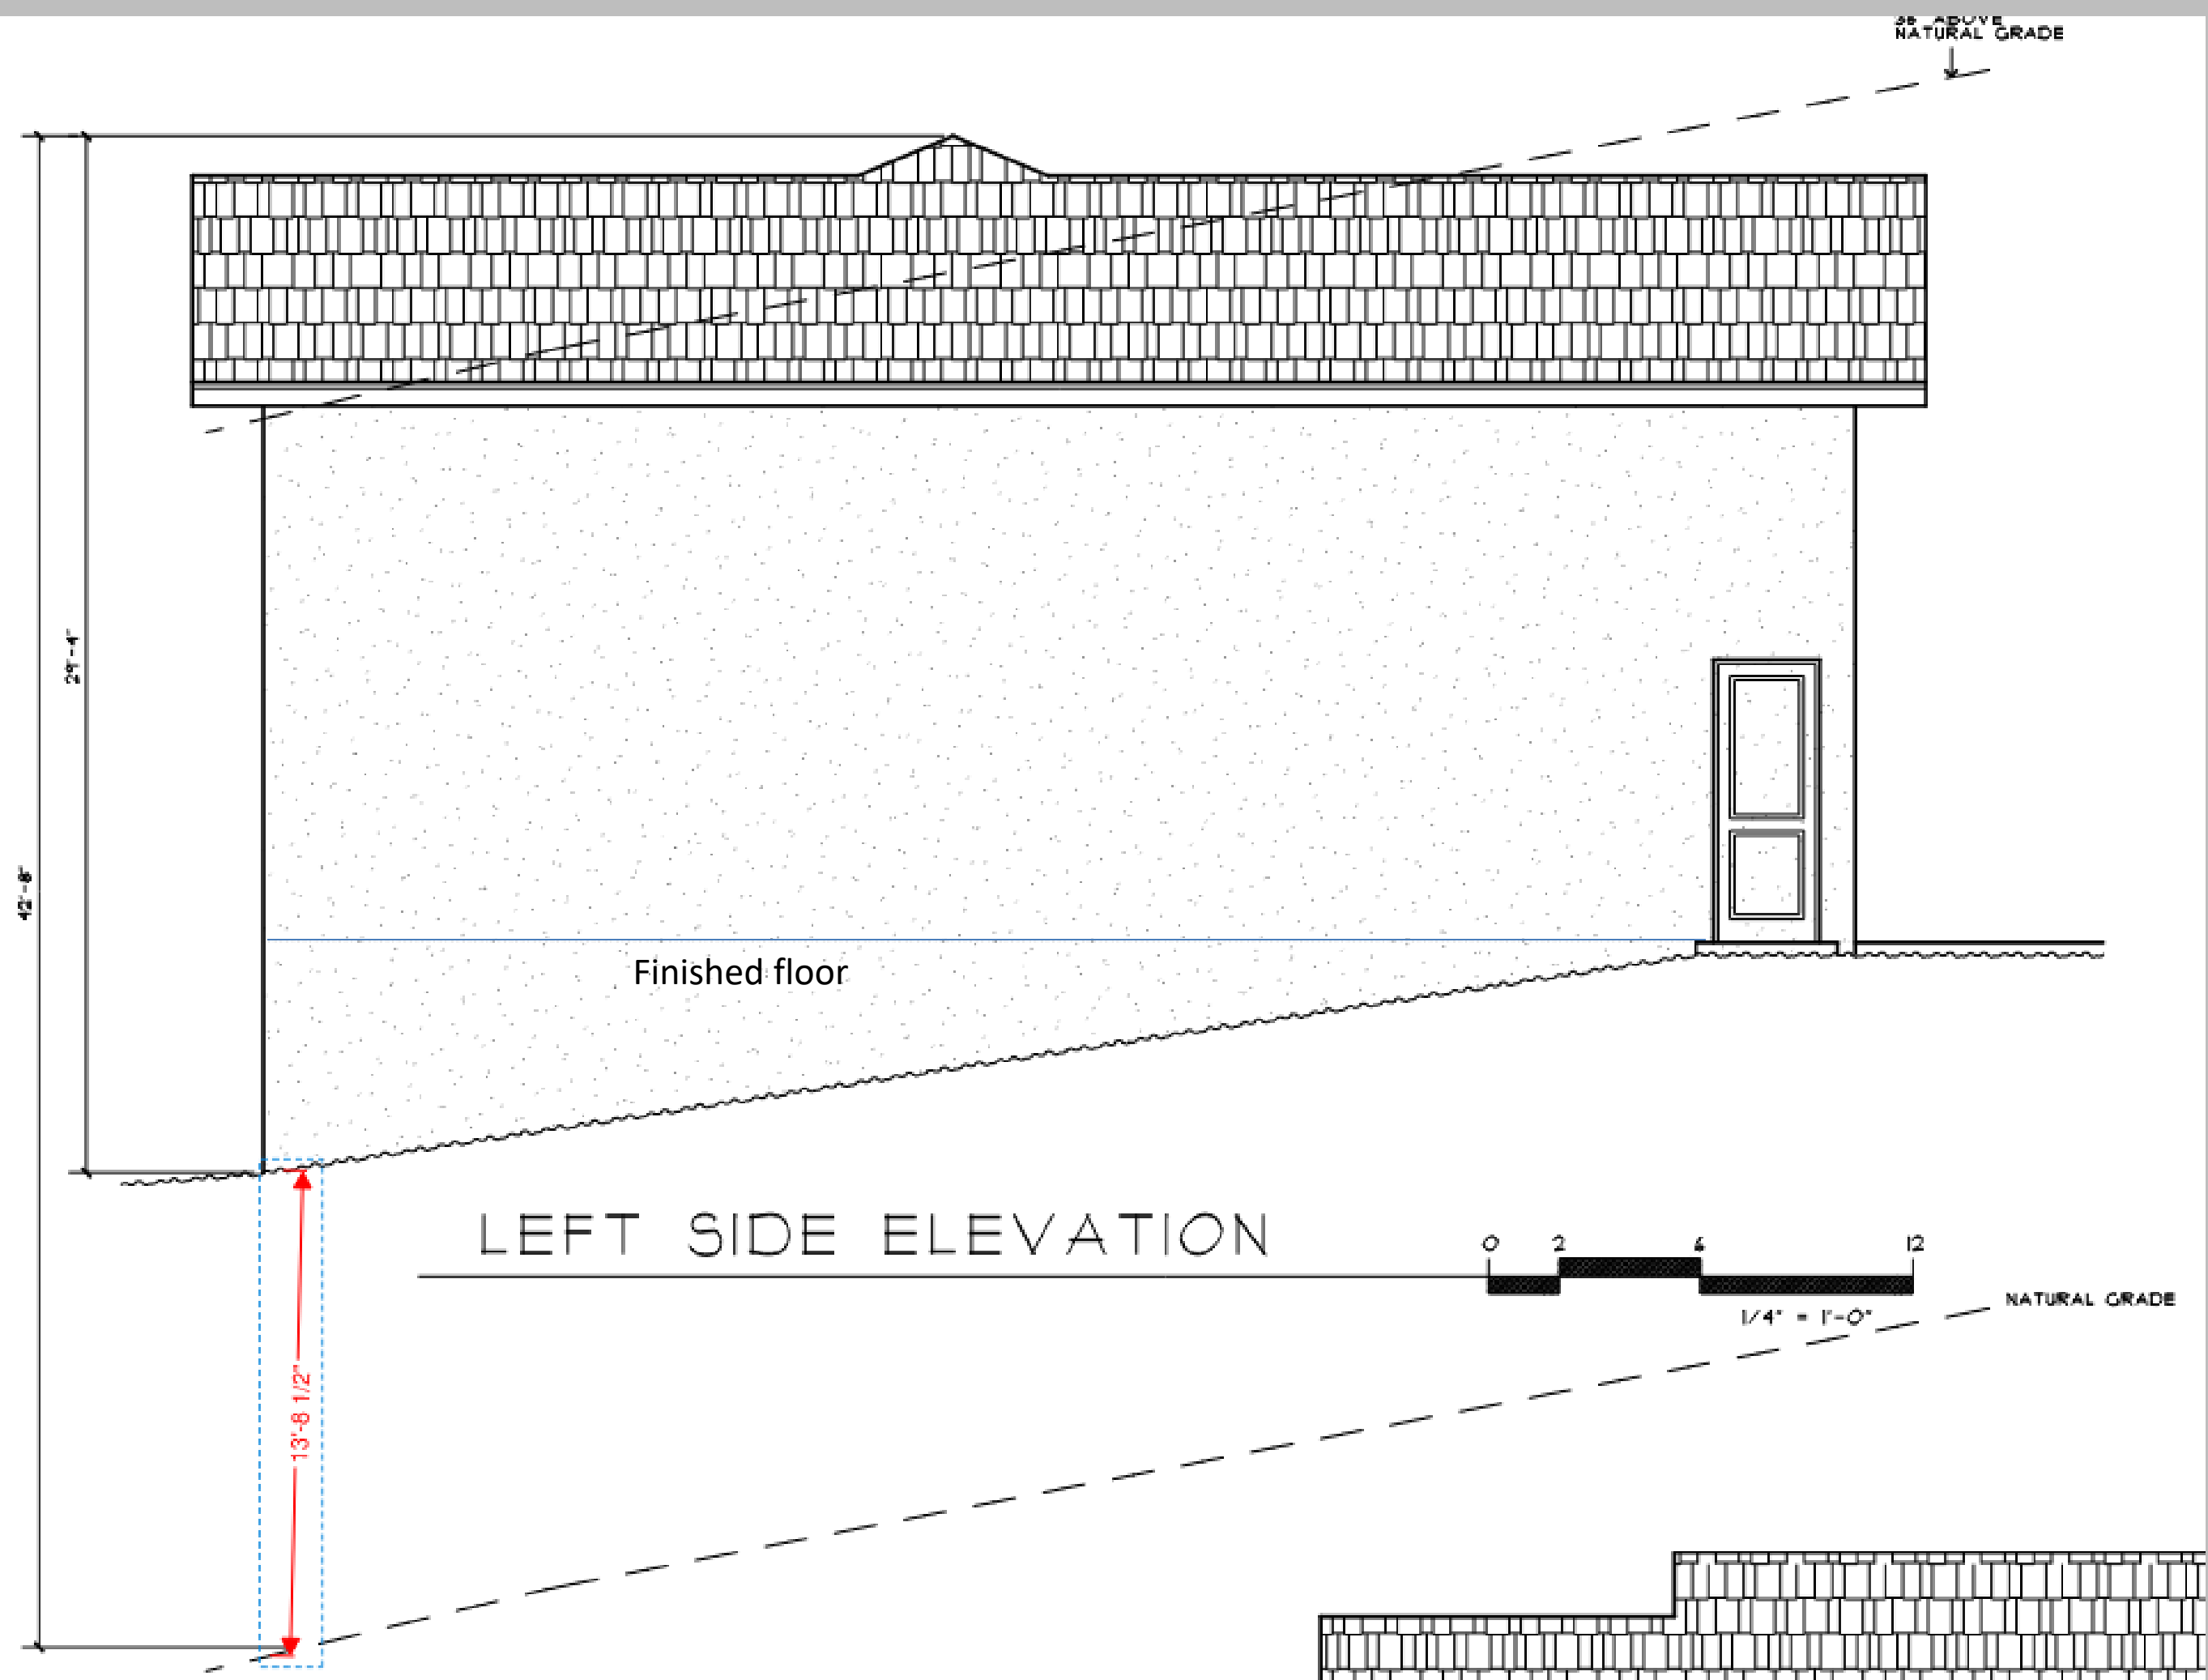 NATURAL GRADE
29'-4"
42'-8"
Finished floor
LEFT SIDE ELEVATION
0 2 6 12
1/4" = 1'-0"
NATURAL GRADE
13'-8 1/2"